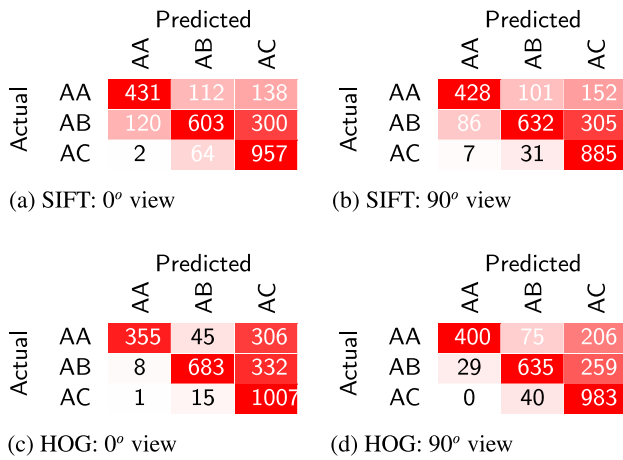 Predicted Predicted
AA AB AC AA AB AC
Actual Actual
AA 431 112 138 AA 428 101 152
AB 120 603 300 AB 86 632 305
AC 2 64 957 AC 7 31 885
(a) SIFT: 0º view (b) SIFT: 90º view
Predicted Predicted
AA AB AC AA AB AC
Actual Actual
AA 355 45 306 AA 400 75 206
AB 8 683 332 AB 29 635 259
AC 1 15 1007 AC 0 40 983
(c) HOG: 0º view (d) HOG: 90º view